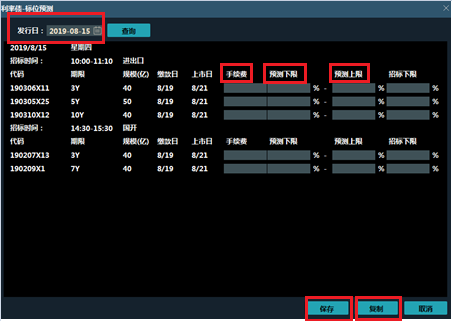 利率债-标位预测
发行日： 2019-08-15 查询
2019/8/15 星期四
招标时间： 10:00-11:10 进出口 手续费 预测下限 预测上限 招标下限
代码 期限 规模(亿) 缴款日 上市日
190306X11 3Y 40 8/19 8/21 % - % %
190305X25 5Y 50 8/19 8/21 % - % %
190310X12 10Y 40 8/19 8/21 % - % %
招标时间： 14:30-15:30 国开
代码 期限 规模(亿) 缴款日 上市日 手续费 预测下限 预测上限 招标下限
190207X13 3Y 40 8/19 8/21 % - % %
190209X1 7Y 40 8/19 8/21 % - % %
保存 复制 取消